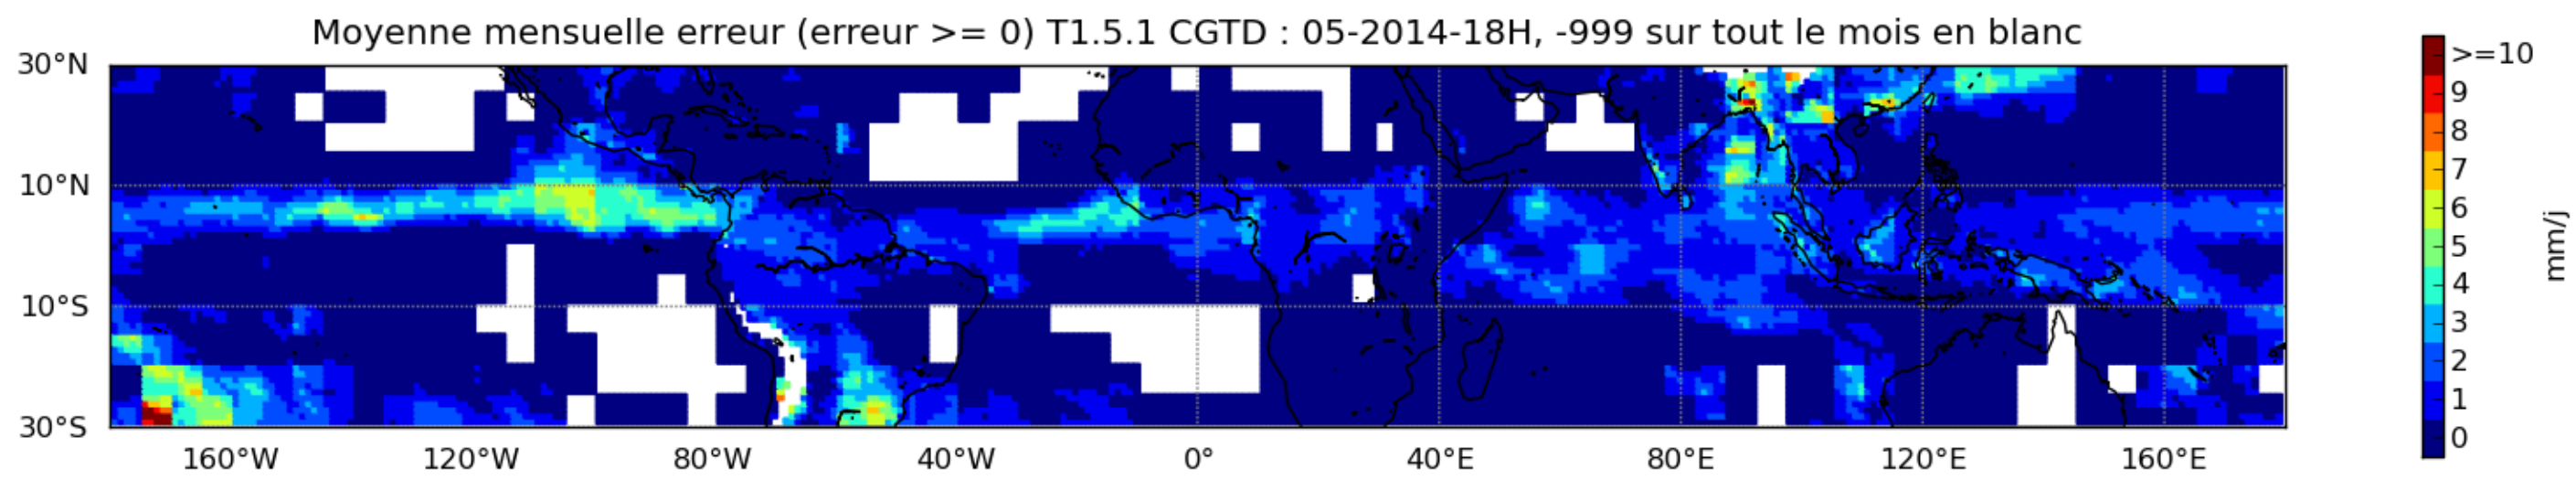 Moyenne mensuelle erreur (erreur >= 0) T1.5.1 CGTD : 05-2014-18H, -999 sur tout le mois en blanc
30°N
10°N
10°S
30°S
160°W 120°W 80°W 40°W 0° 40°E 80°E 120°E 160°E
>=10
9
8
7
6
5
4
3
2
1
0
mm/j